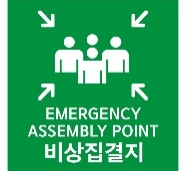 EMERGENCY
ASSEMBLY POINT
비상집결지